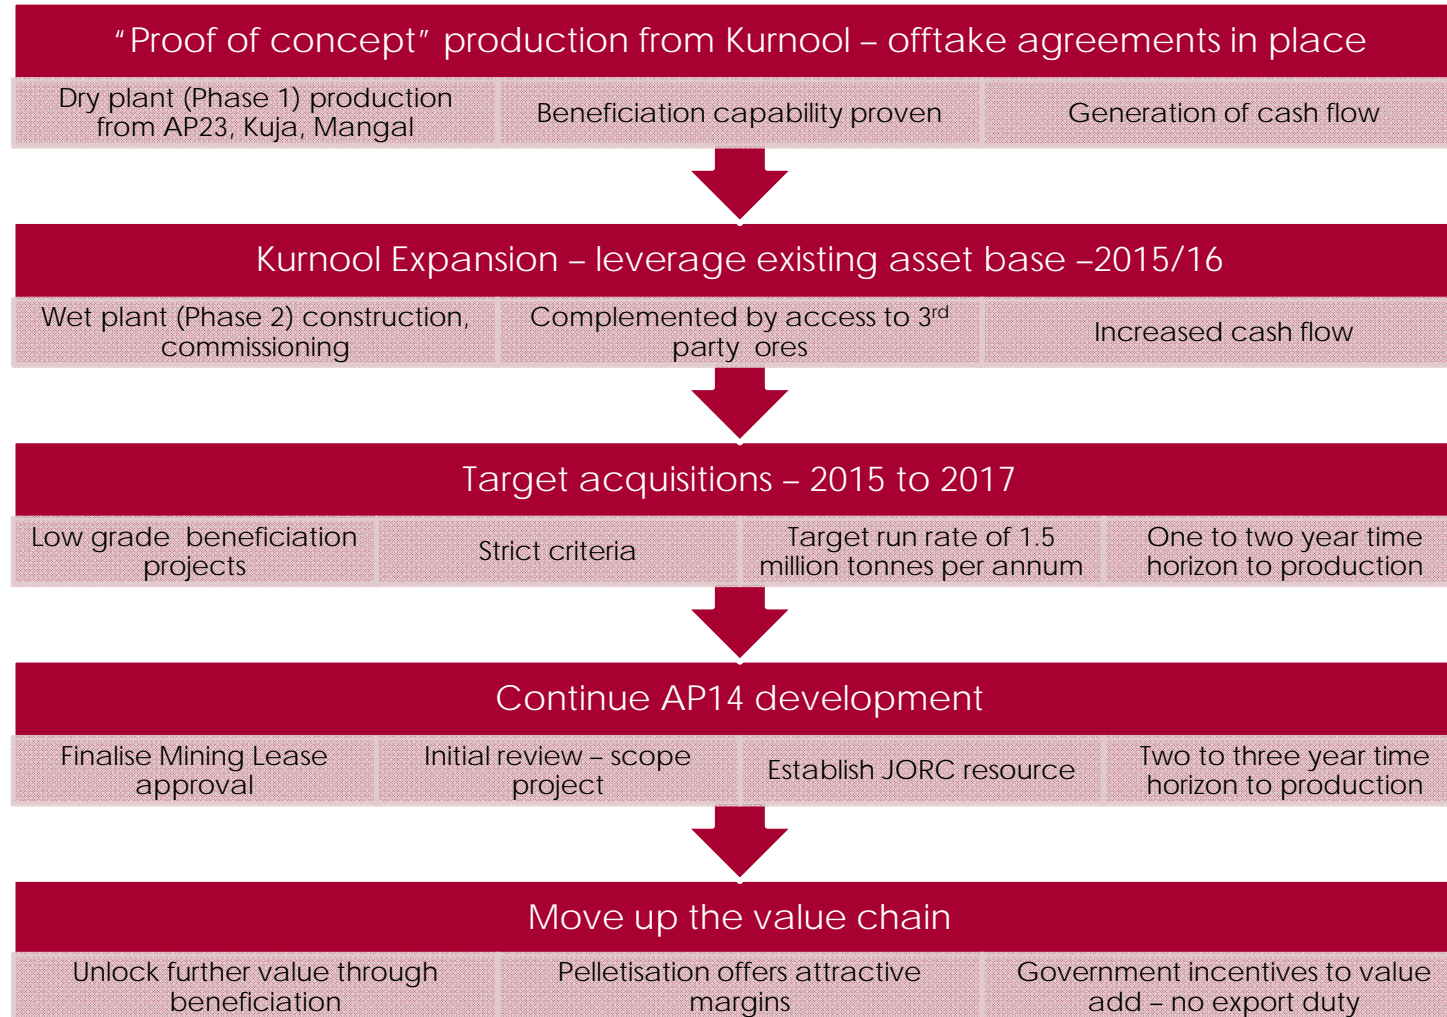 “Proof of concept” production from Kurnool – offtake agreements in place
Dry plant (Phase 1) production
from AP23, Kuja, Mangal
Beneficiation capability proven
Generation of cash flow
Kurnool Expansion – leverage existing asset base –2015/16
Wet plant (Phase 2) construction,
commissioning
Complemented by access to 3rd
party ores
Increased cash flow
Target acquisitions – 2015 to 2017
Low grade beneficiation
projects
Strict criteria
Target run rate of 1.5
million tonnes per annum
One to two year time
horizon to production
Continue AP14 development
Finalise Mining Lease
approval
Initial review – scope
project
Establish JORC resource
Two to three year time
horizon to production
Move up the value chain
Unlock further value through
beneficiation
Pelletisation offers attractive
margins
Government incentives to value
add – no export duty